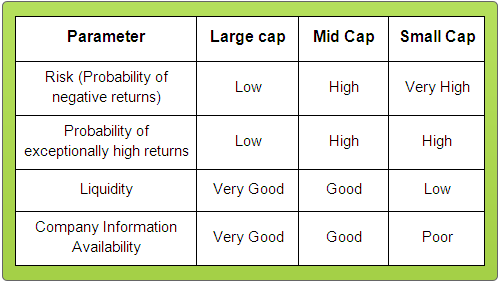 Parameter Large cap Mid Cap Small Cap
Risk (Probability of
negative returns) Low High Very High
Probability of
exceptionally high returns Low High High
Liquidity Very Good Good Low
Company Information
Availability Very Good Good Poor